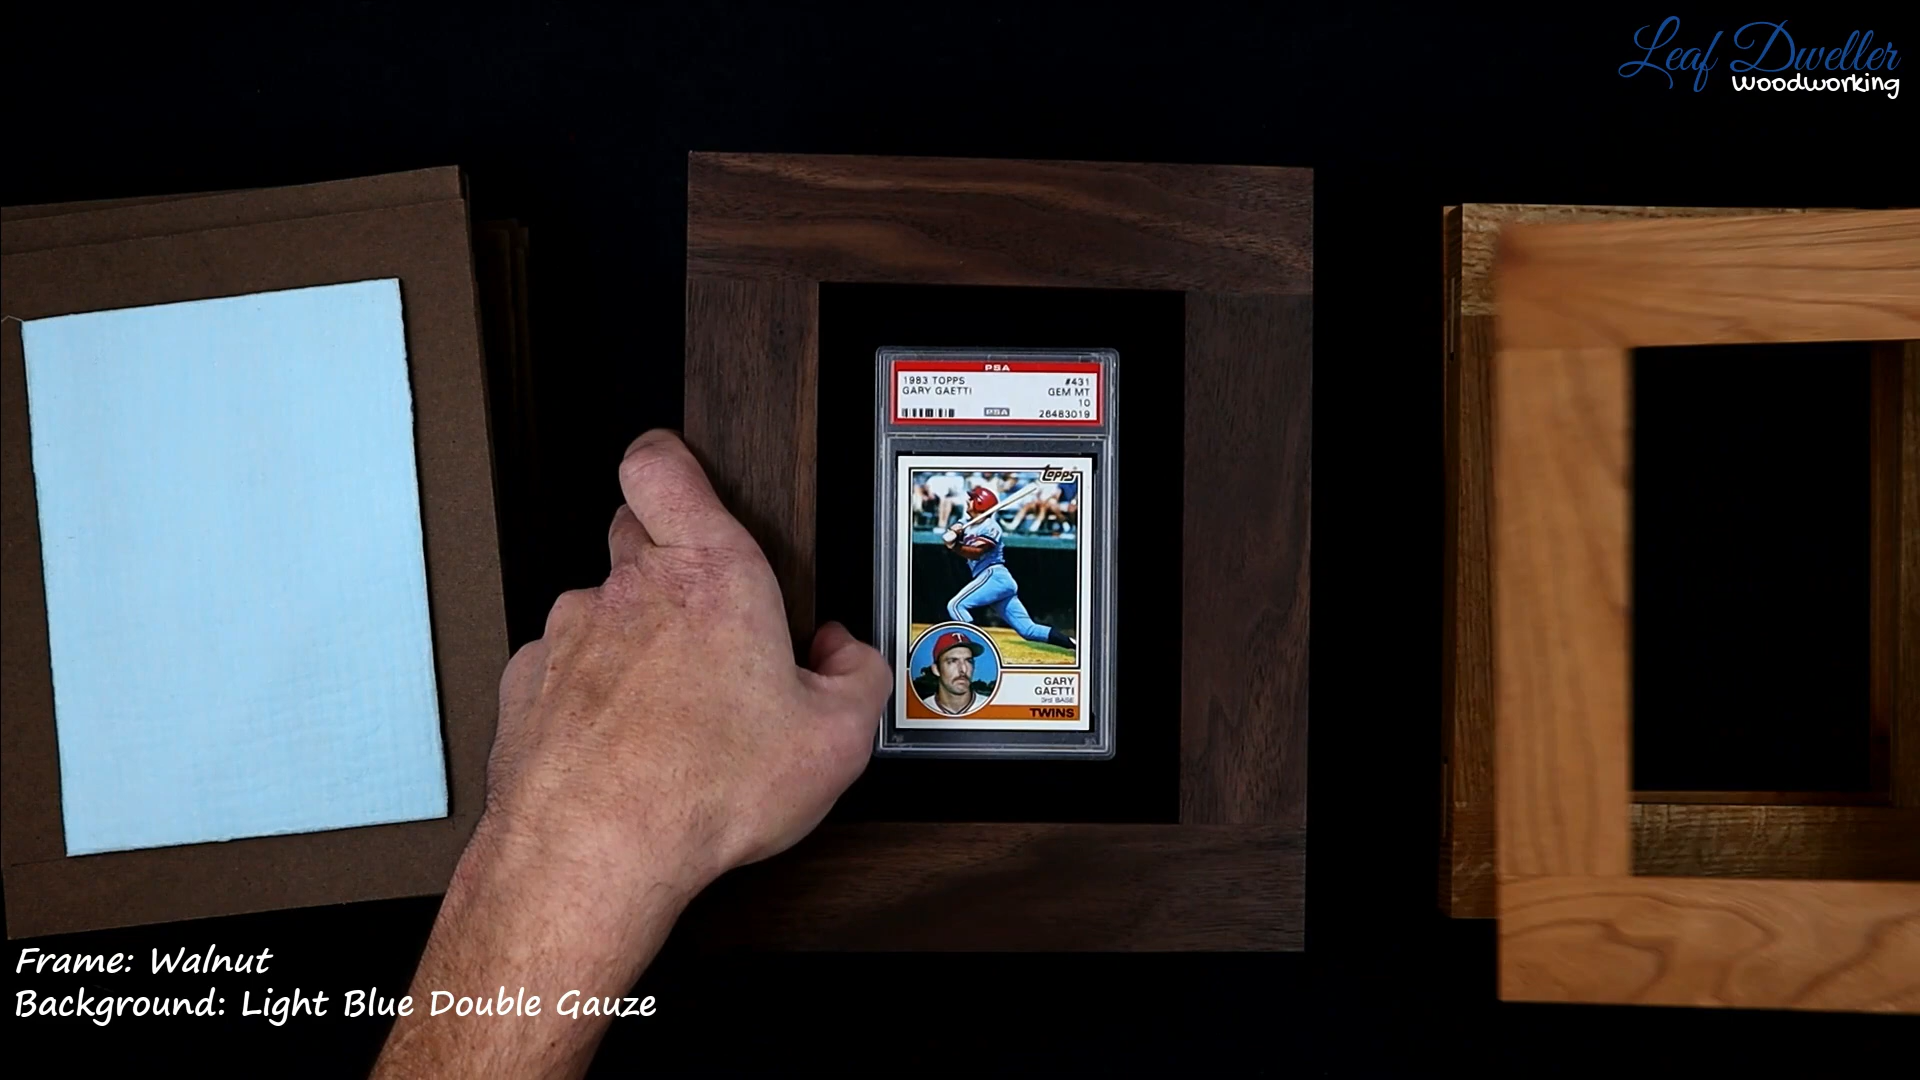 Leaf Dweller
Woodworking
PSA
1983 TOPPS #431
GARY GAETTI GEM MT
10
PSA 26483019
Topps
T
GARY
GAETTI
3rd BASE
TWINS
Frame: Walnut
Background: Light Blue Double Gauze